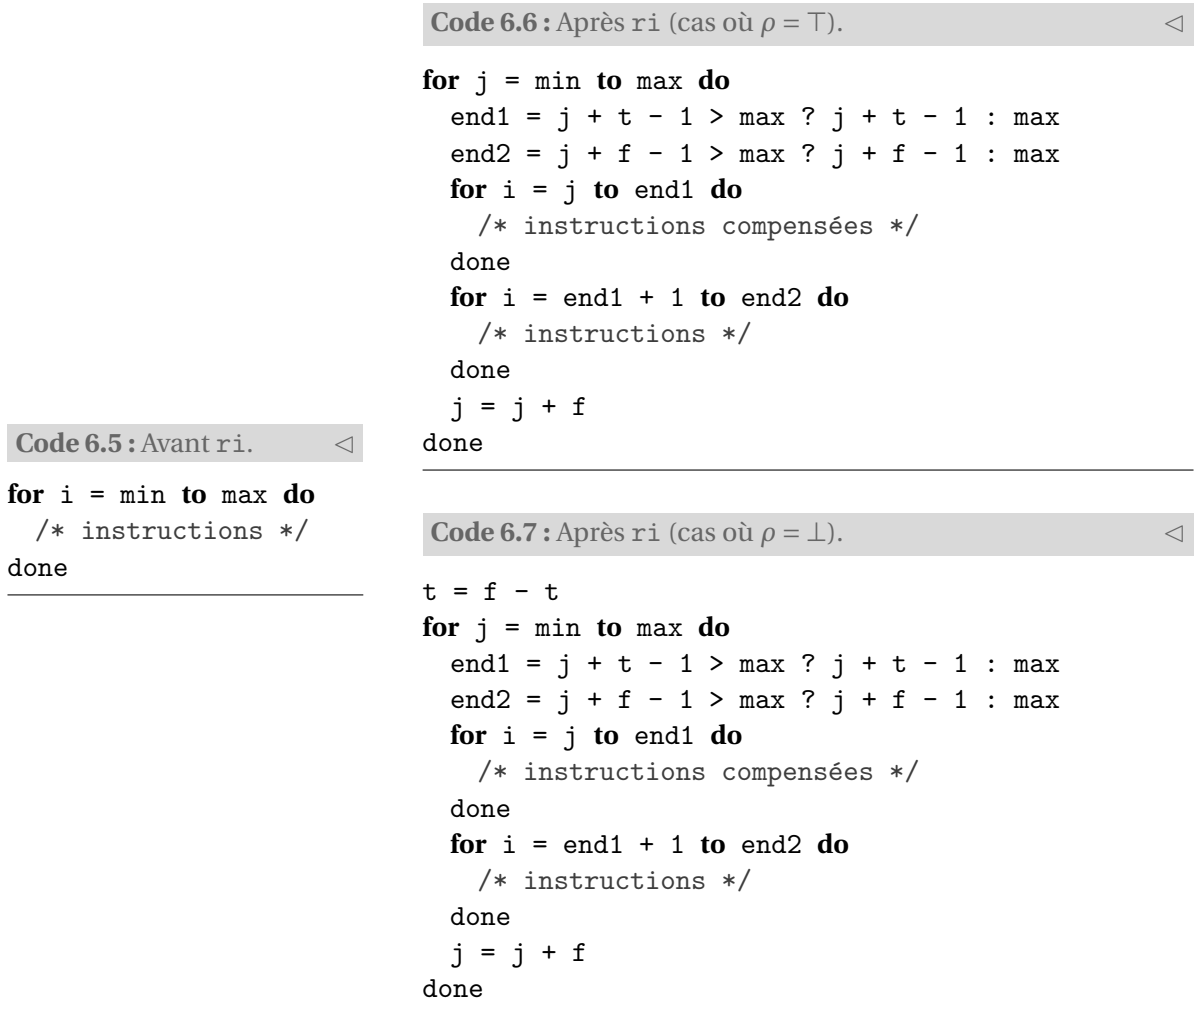 Code 6.5 : Avant ri. ◁
for i = min to max do
/* instructions */
done
Code 6.6 : Après ri (cas où ρ = ⊤). ◁
for j = min to max do
end1 = j + t - 1 > max ? j + t - 1 : max
end2 = j + f - 1 > max ? j + f - 1 : max
for i = j to end1 do
/* instructions compensées */
done
for i = end1 + 1 to end2 do
/* instructions */
done
j = j + f
done
Code 6.7 : Après ri (cas où ρ = ⊥). ◁
t = f - t
for j = min to max do
end1 = j + t - 1 > max ? j + t - 1 : max
end2 = j + f - 1 > max ? j + f - 1 : max
for i = j to end1 do
/* instructions compensées */
done
for i = end1 + 1 to end2 do
/* instructions */
done
j = j + f
done